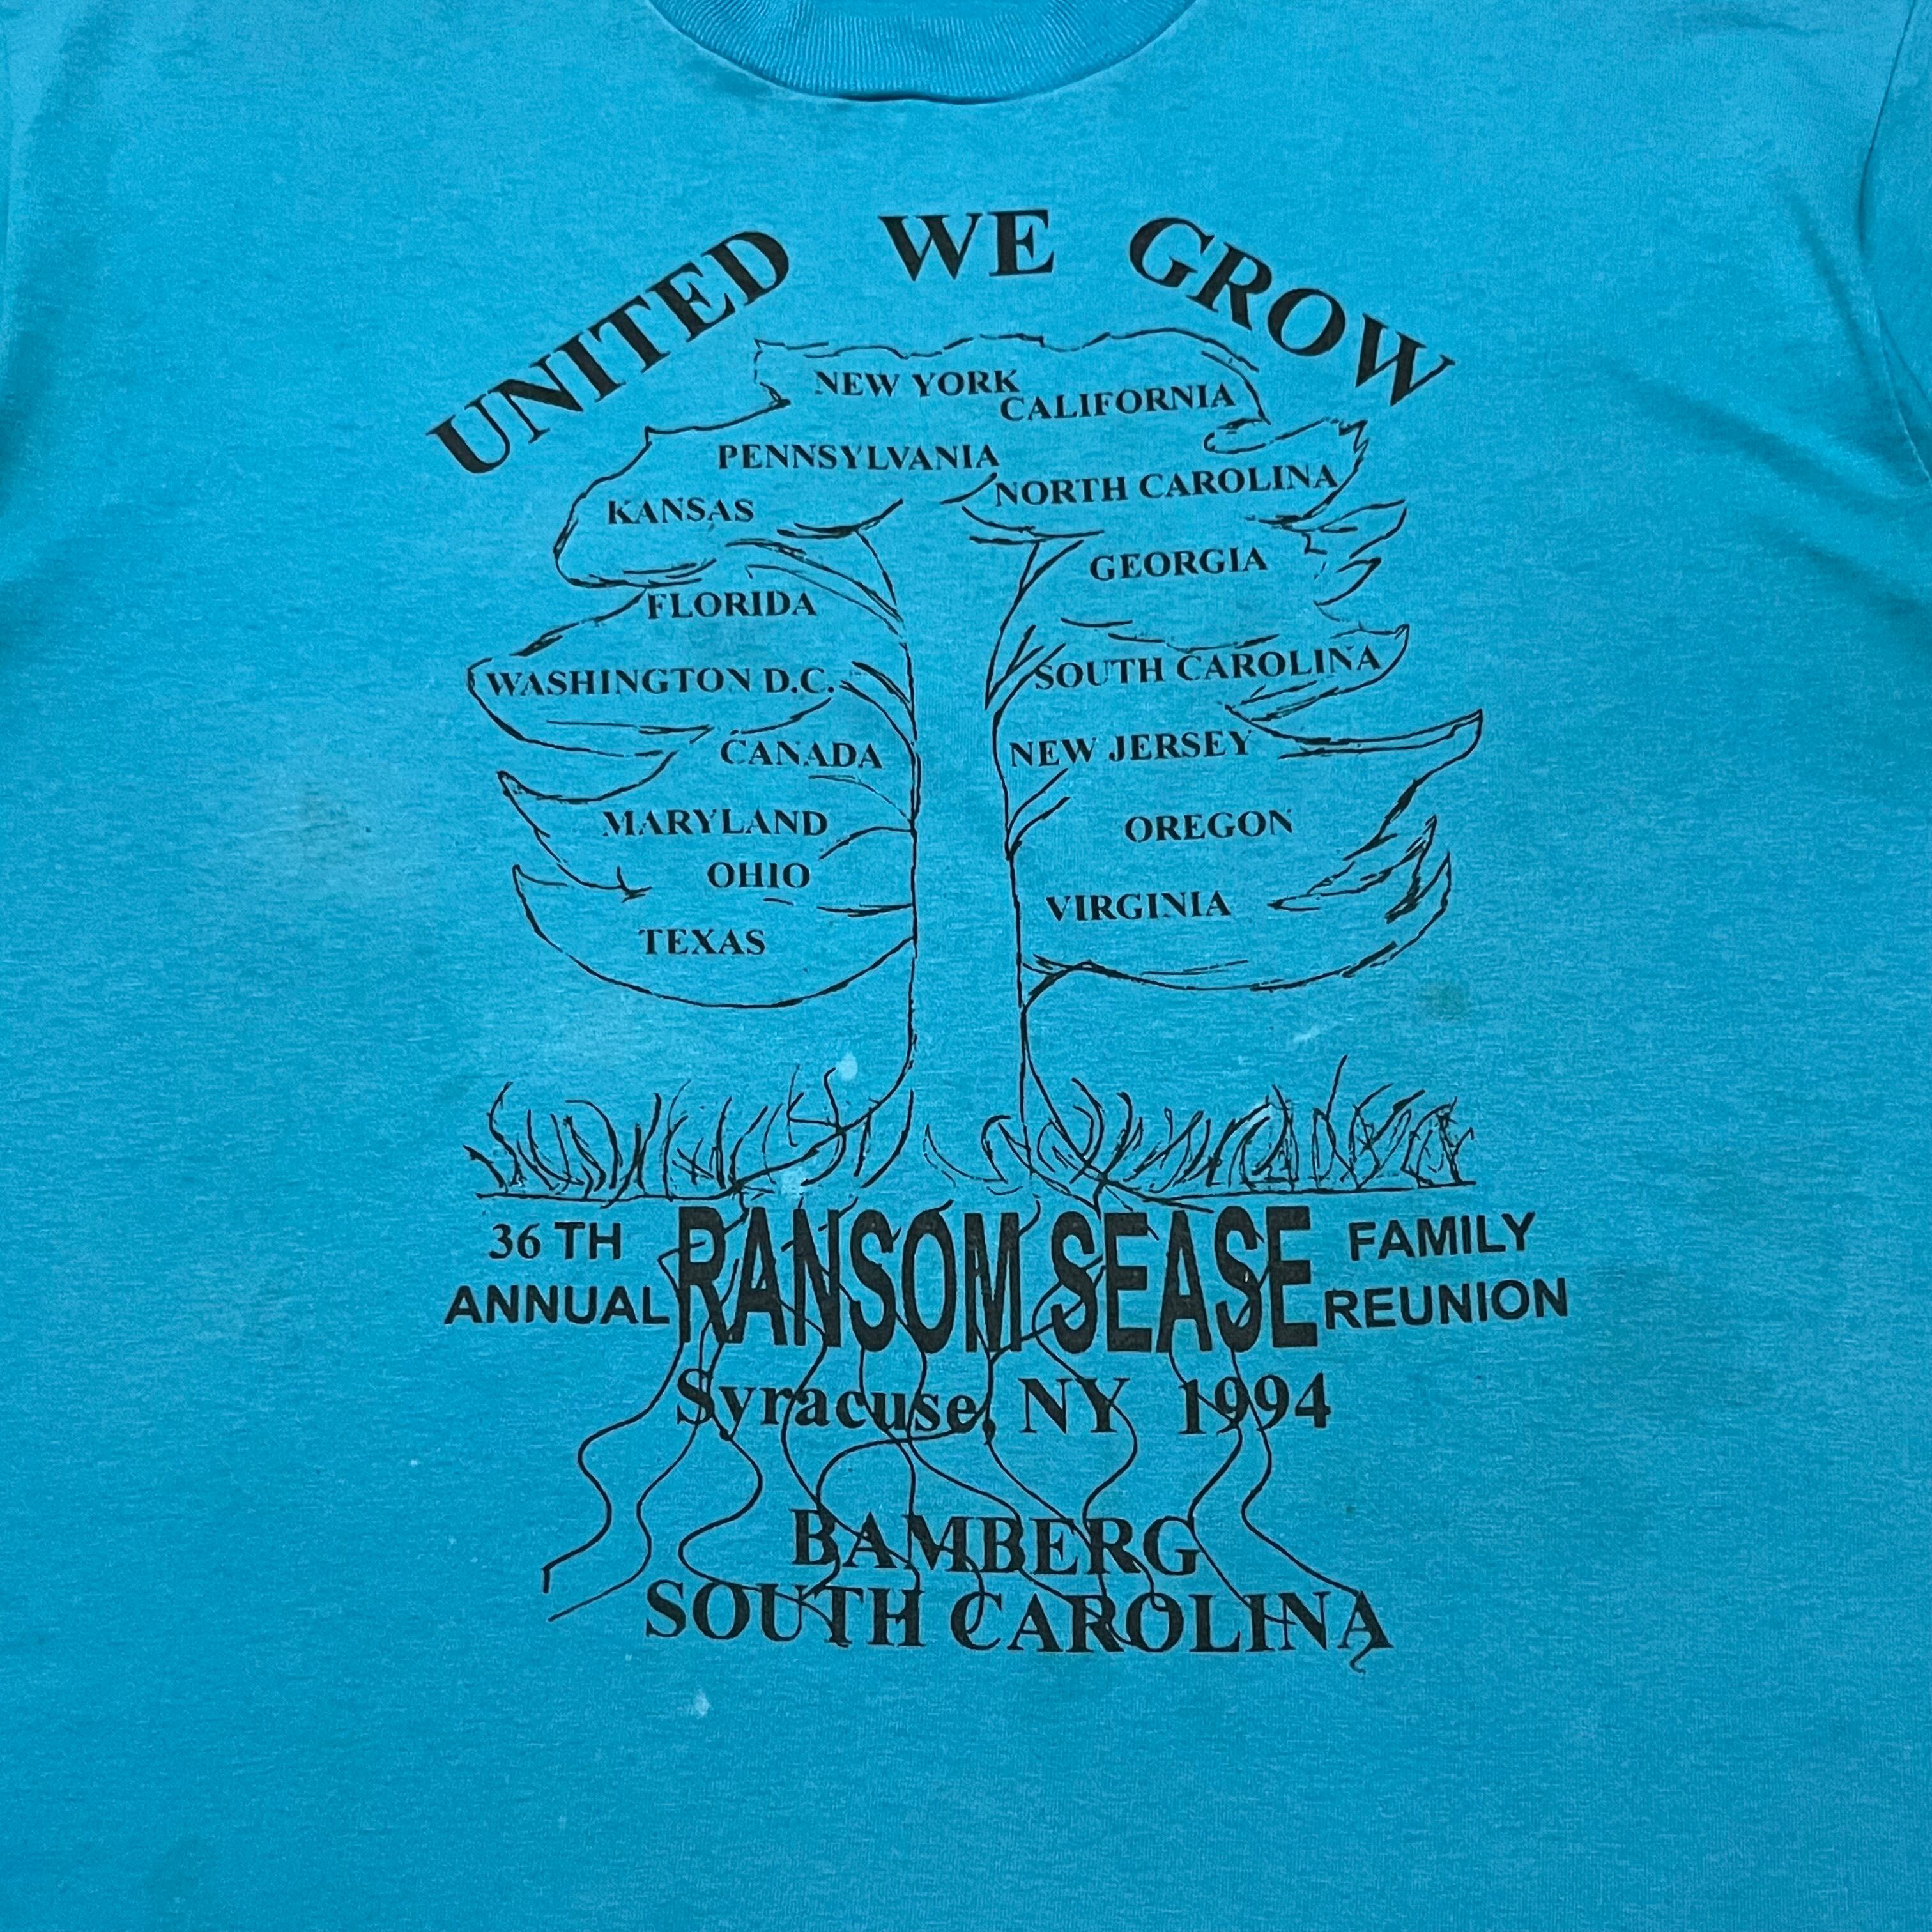 UNITED WE GROW
NEW YORK
CALIFORNIA
PENNSYLVANIA
NORTH CAROLINA
KANSAS
GEORGIA
FLORIDA
WASHINGTON D.C.
SOUTH CAROLINA
CANADA
NEW JERSEY
MARYLAND
OREGON
OHIO
VIRGINIA
TEXAS
36 TH
ANNUAL
RANSOM SEASE
FAMILY
REUNION
Syracuse, NY 1994
BAMBERG
SOUTH CAROLINA